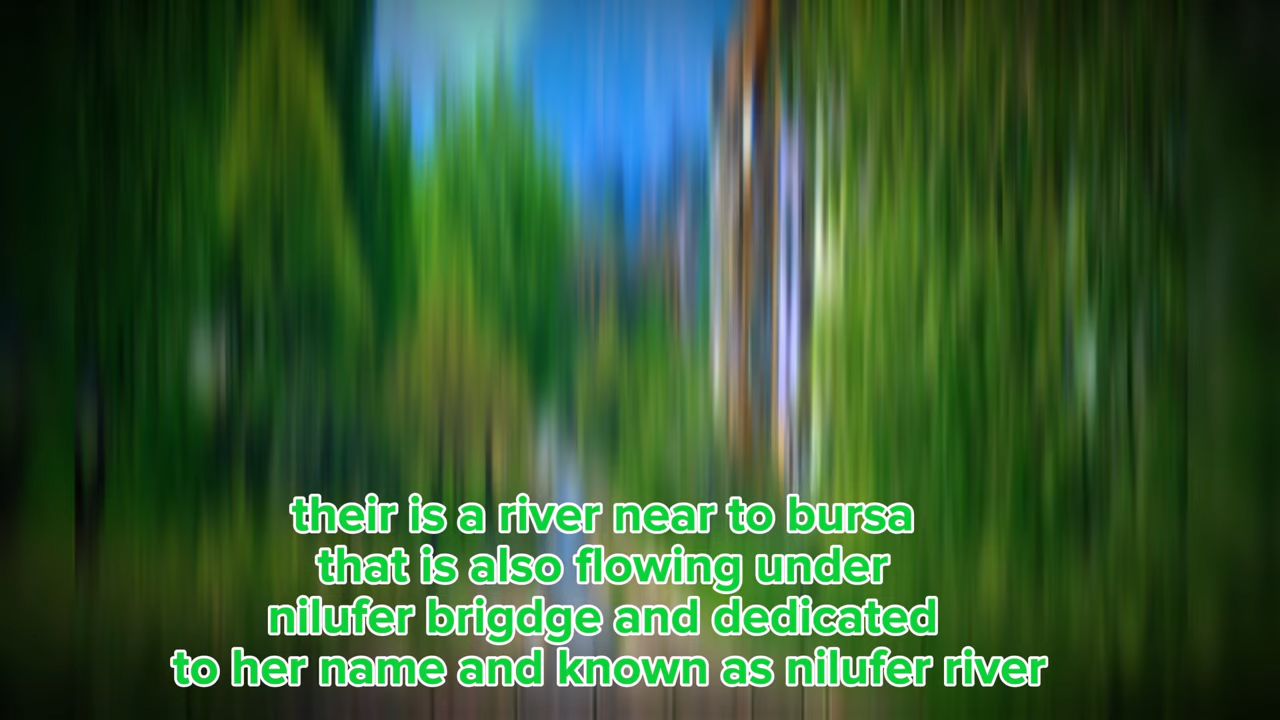 their is a river near to bursa
that is also flowing under
nilufer brigdge and dedicated
to her name and known as nilufer river